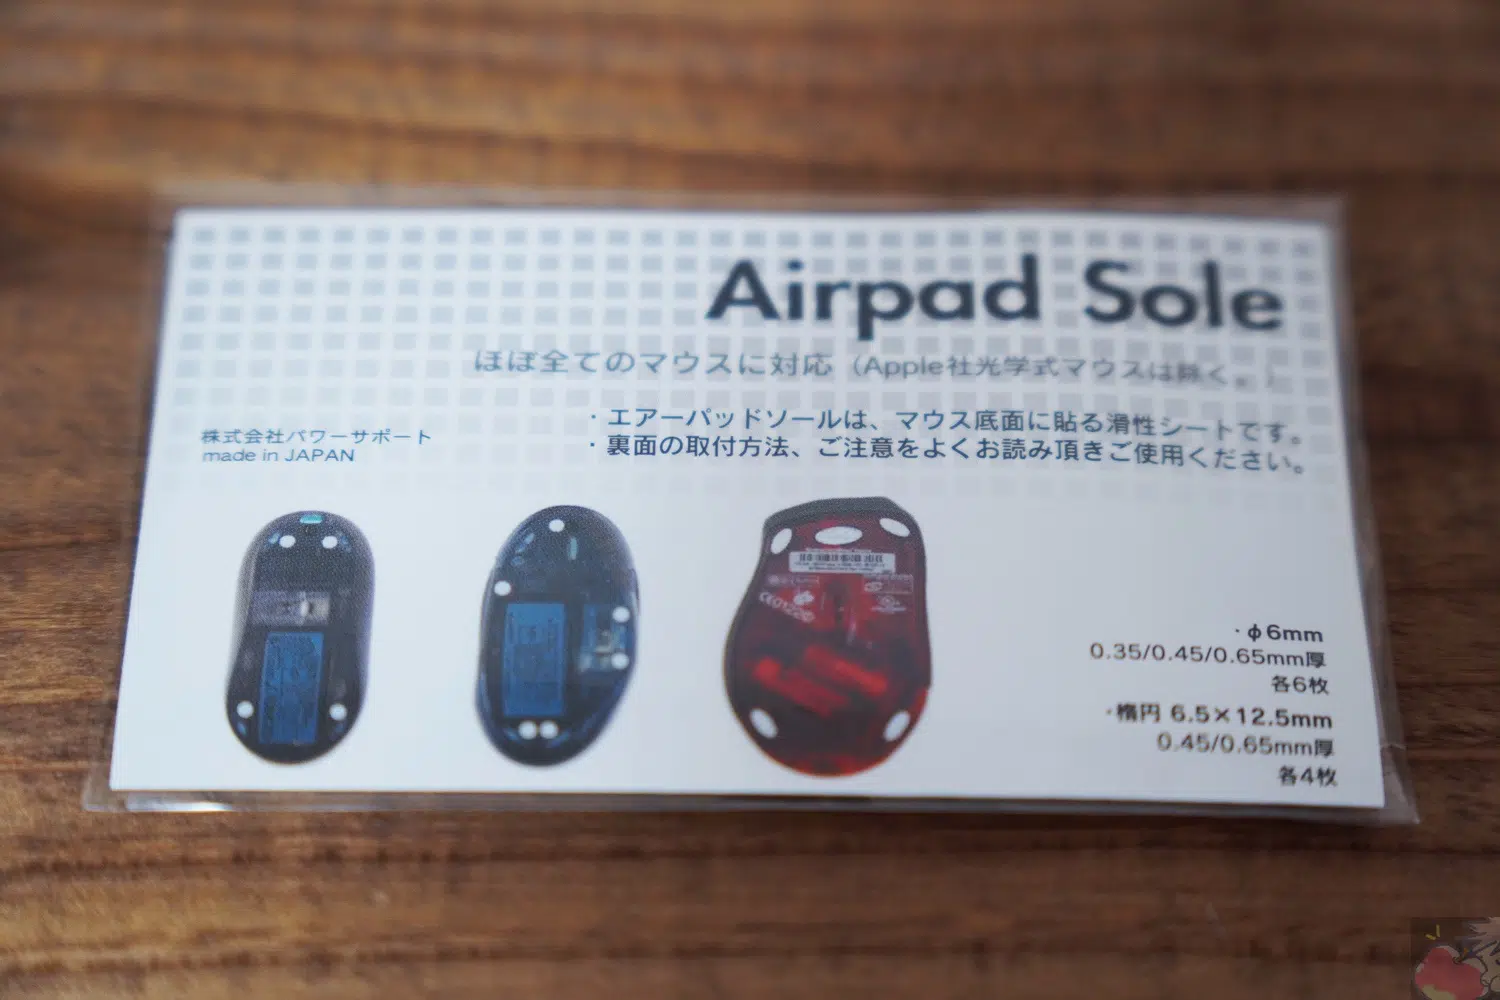 Airpad Sole
ほぼ全てのマウスに対応（Apple社光学式マウスは除く。）
・エアーパッドソールは、マウス底面に貼る滑性シートです。
・裏面の取付方法、ご注意をよくお読み頂きご使用ください。
株式会社パワーサポート
made in JAPAN
・φ6mm
0.35/0.45/0.65mm厚
各6枚
・楕円 6.5×12.5mm
0.45/0.65mm厚
各4枚